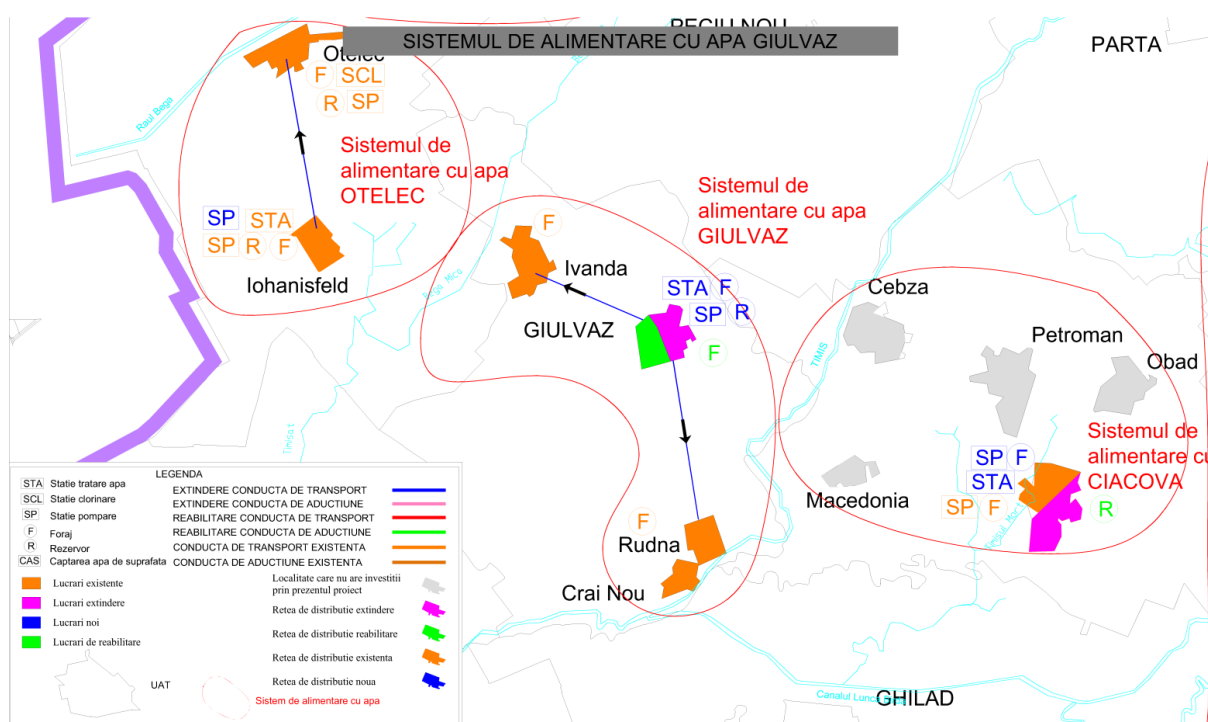 PECIU NOU
SISTEMUL DE ALIMENTARE CU APA GIULVAZ
PARTA
Otelec
F SCL
R SP
Raul Bega
Sistemul de
alimentare cu apa
OTELEC
SP STA
SP R F
Iohanisfeld
Sistemul de
alimentare cu apa
GIULVAZ
F
Ivanda
STA F
SP R
GIULVAZ
F
Cebza
Petroman
Obad
TIMIS
Sistemul de
alimentare cu
CIACOVA
SP F
STA
SP F
R
Macedonia
F
Rudna
Crai Nou
GHILAD
LEGENDA
STA Statie tratare apa
SCL Statie clorinare
SP Statie pompare
F Foraj
R Rezervor
CAS Captarea apa de suprafata
EXTINDERE CONDUCTA DE TRANSPORT
EXTINDERE CONDUCTA DE ADUCTIUNE
REABILITARE CONDUCTA DE TRANSPORT
REABILITARE CONDUCTA DE ADUCTIUNE
CONDUCTA DE TRANSPORT EXISTENTA
CONDUCTA DE ADUCTIUNE EXISTENTA
Lucrari existente
Lucrari extindere
Lucrari noi
Lucrari de reabilitare
Localitate care nu are investitii
prin prezentul proiect
Retea de distributie extindere
Retea de distributie reabilitare
Retea de distributie existenta
Retea de distributie noua
UAT
Sistem de alimentare cu apa